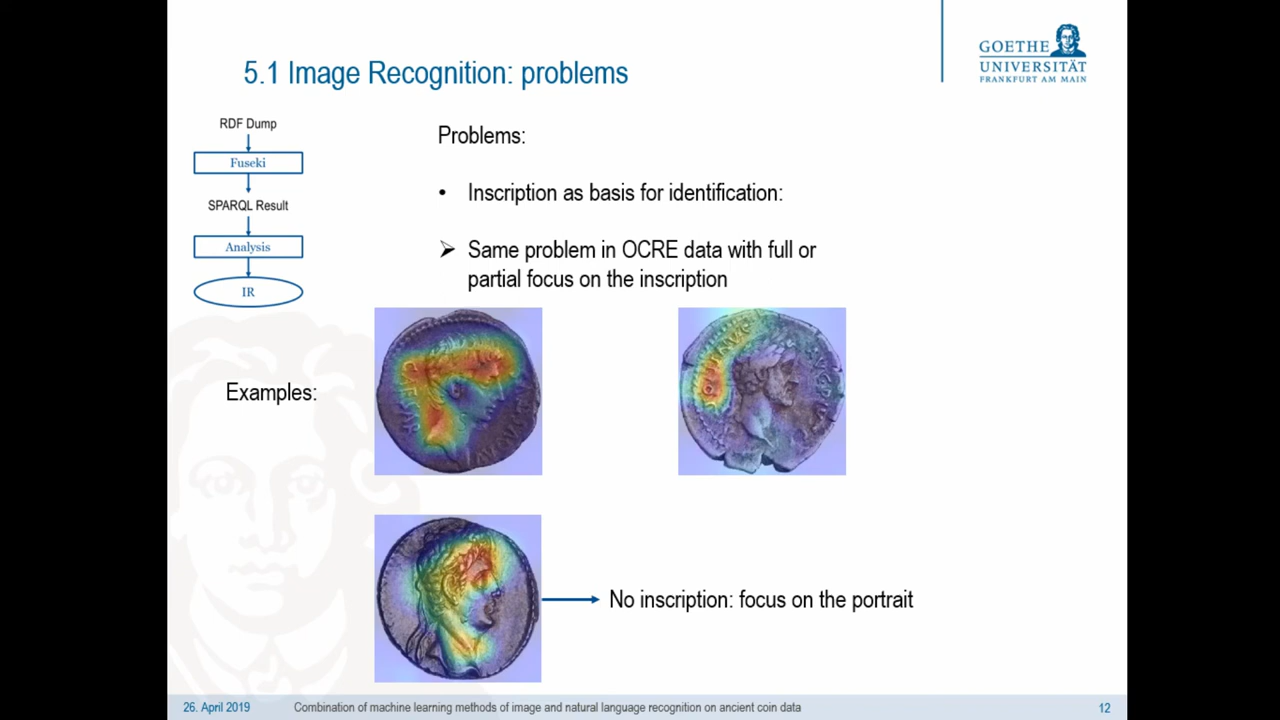 5.1 Image Recognition: problems
GOETHE
UNIVERSITÄT
FRANKFURT AM MAIN
RDF Dump
Fuseki
SPARQL Result
Analysis
IR
Problems:
• Inscription as basis for identification:
➢ Same problem in OCRE data with full or
partial focus on the inscription
Examples:
No inscription: focus on the portrait
26. April 2019
Combination of machine learning methods of image and natural language recognition on ancient coin data
12